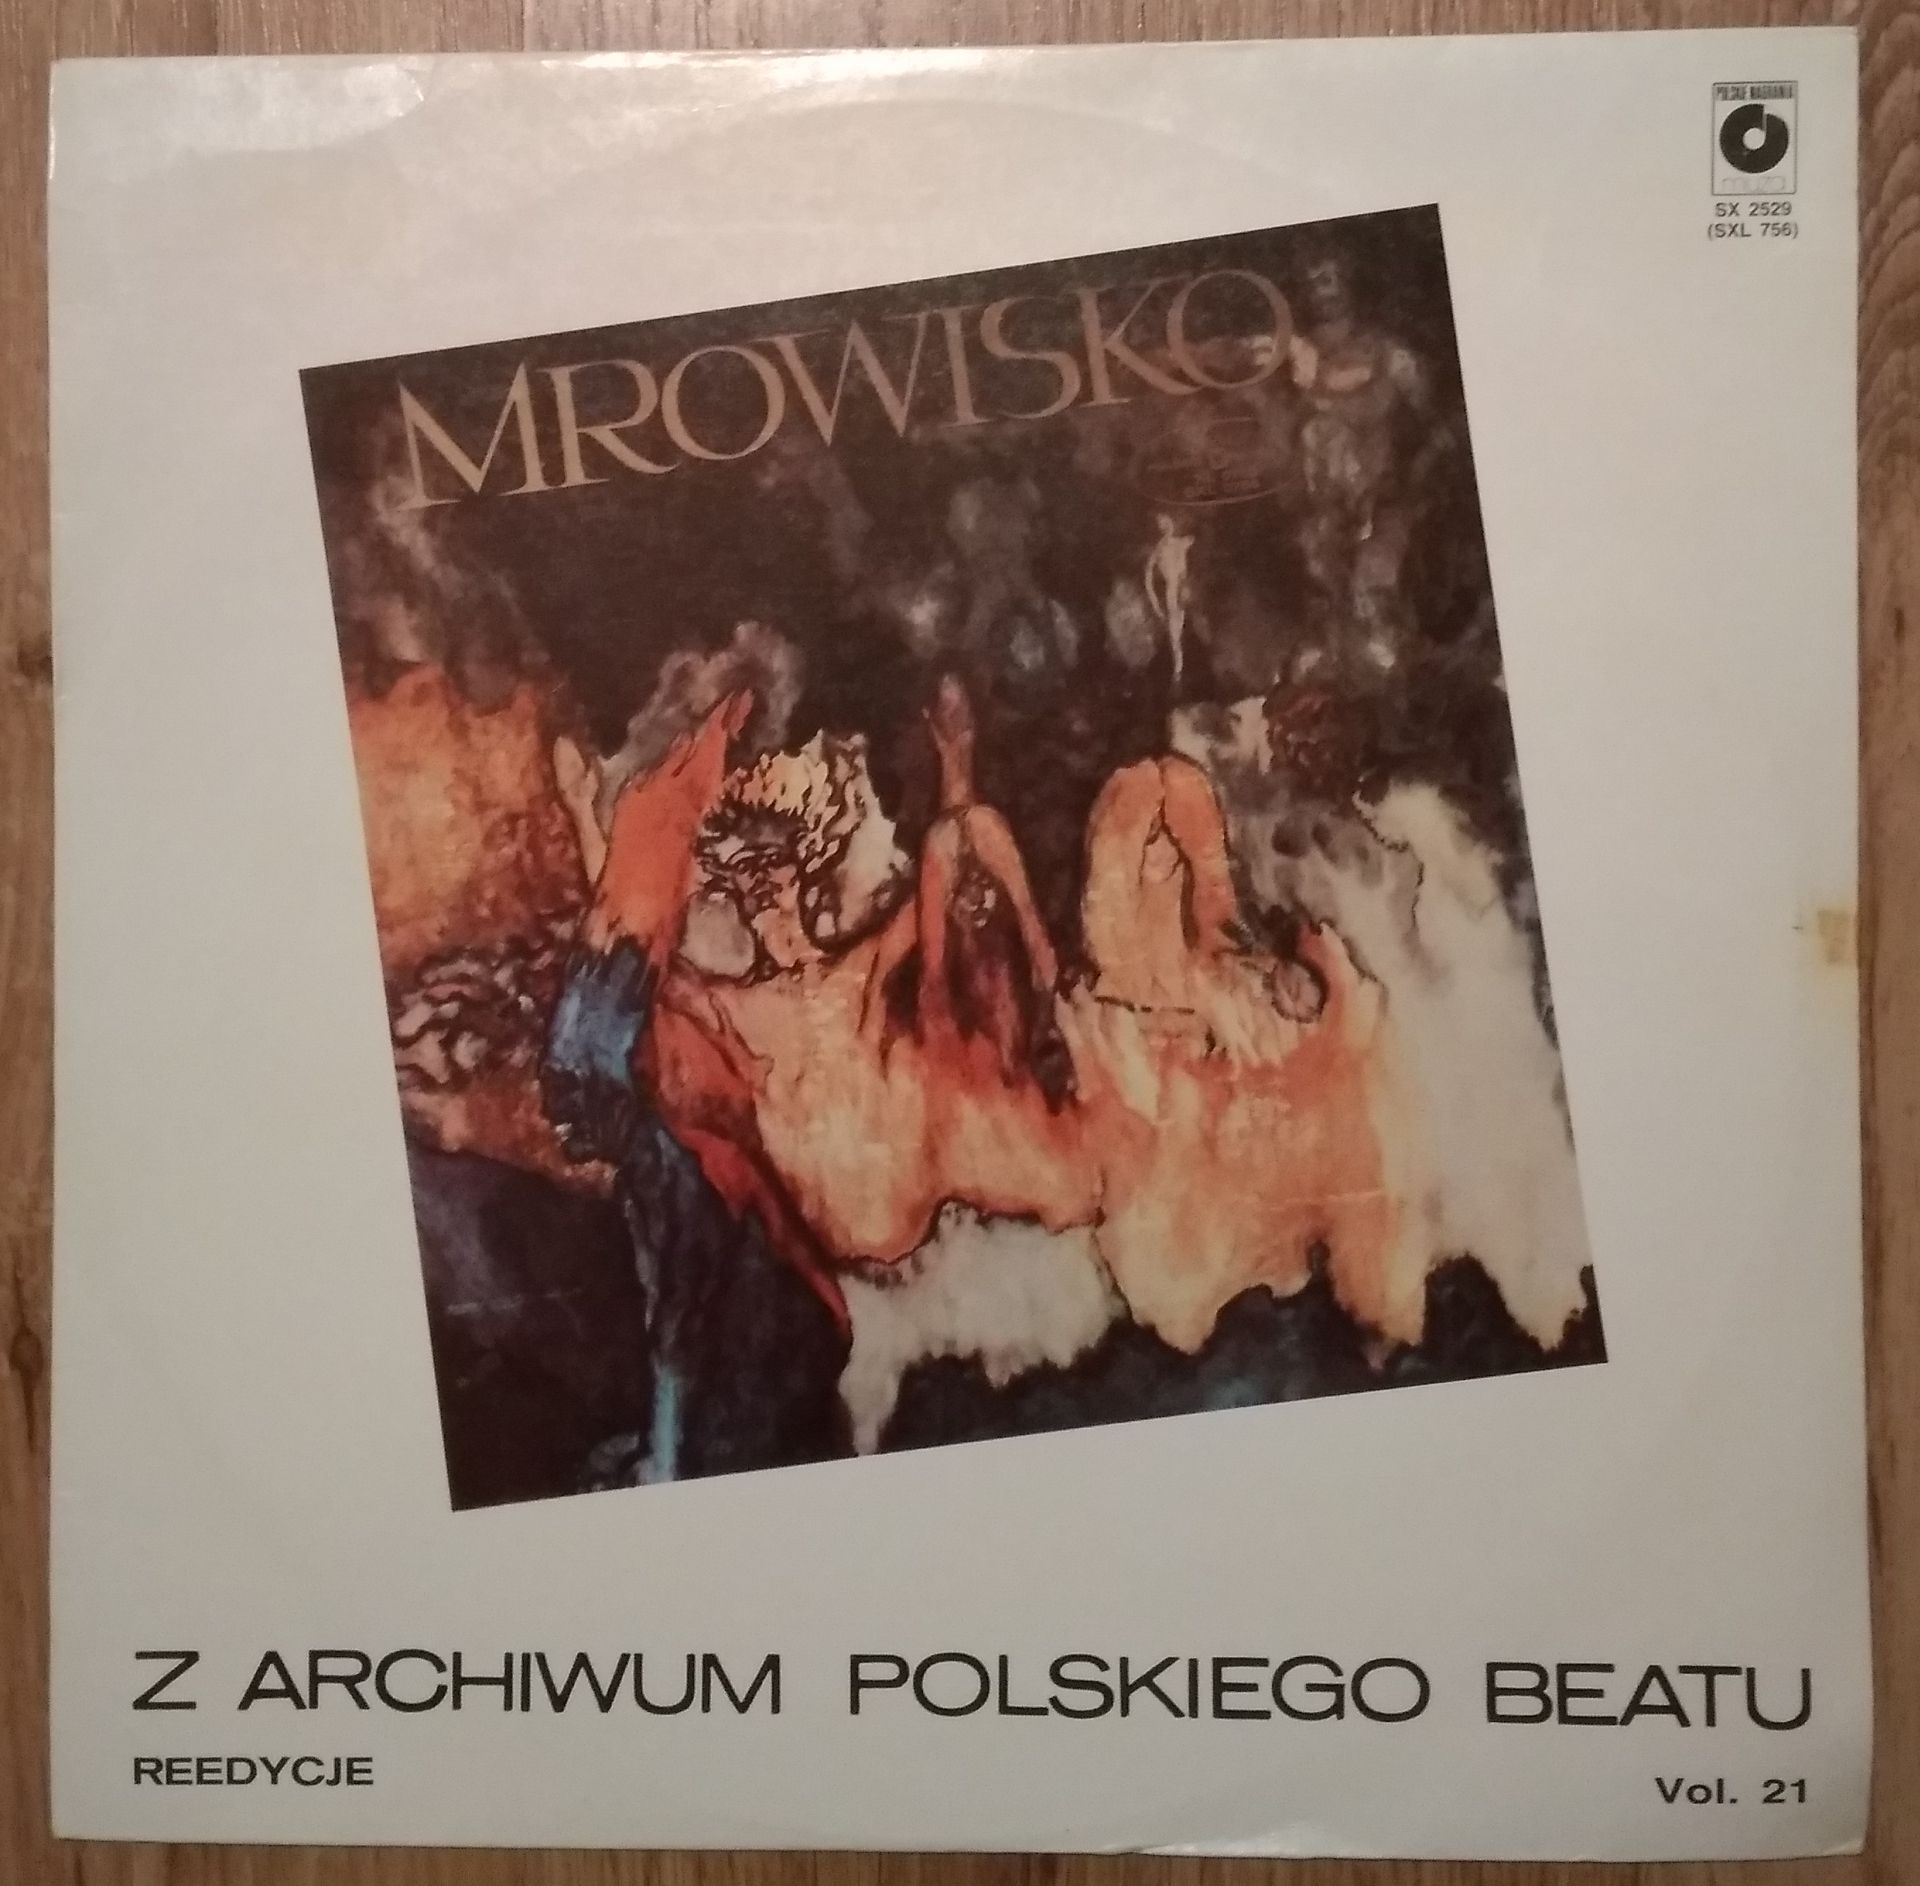 POLSKIE NAGRANIA
muza
SX 2529
(SXL 756)
MROWISKO
Z ARCHIWUM POLSKIEGO BEATU
REEDYCJE
Vol. 21